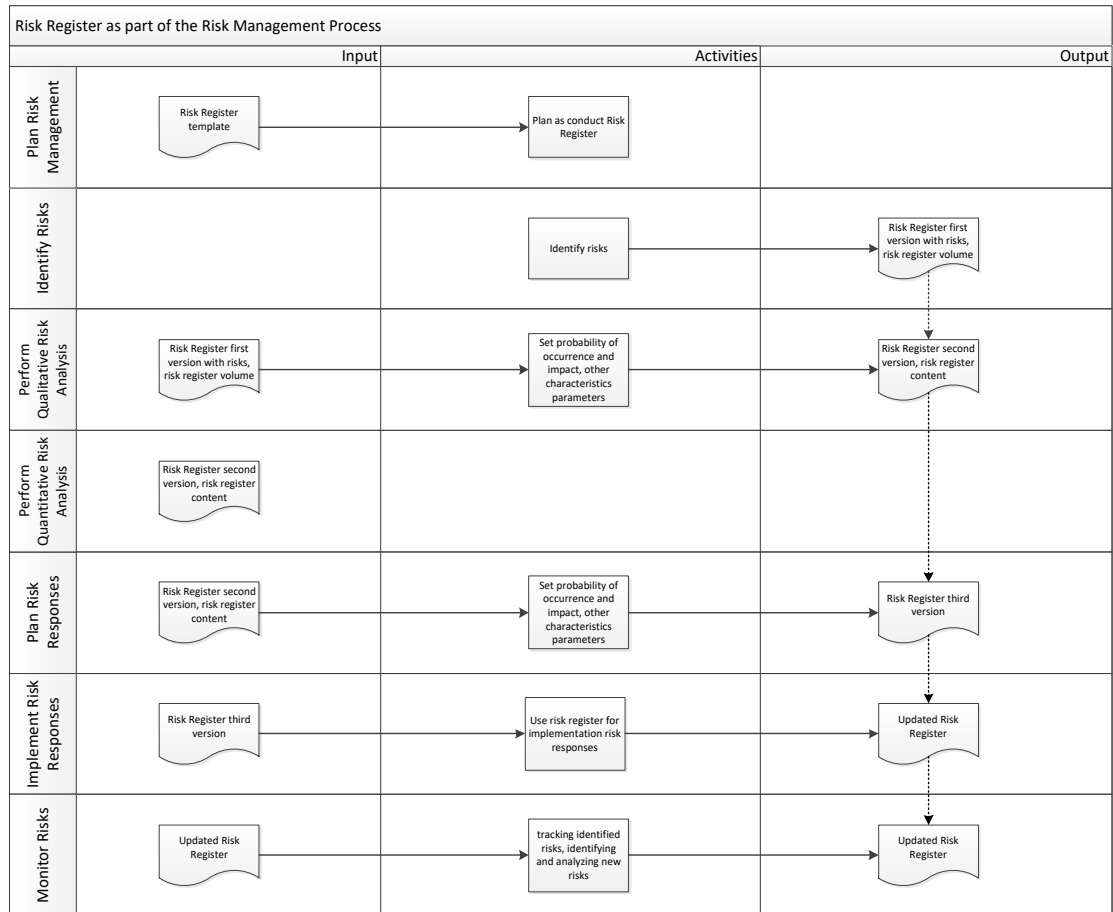 Risk Register as part of the Risk Management Process
Input
Activities
Output
Plan Risk
Management
Risk Register
template
Plan as conduct Risk
Register
Identify Risks
Identify risks
Risk Register first
version with risks,
risk register volume
Perform
Qualitative Risk
Analysis
Risk Register first
version with risks,
risk register volume
Set probability of
occurrence and
impact, other
characteristics
parameters
Risk Register second
version, risk register
content
Perform
Quantitative Risk
Analysis
Risk Register second
version, risk register
content
Plan Risk
Responses
Risk Register second
version, risk register
content
Set probability of
occurrence and
impact, other
characteristics
parameters
Risk Register third
version
Implement Risk
Responses
Risk Register third
version
Use risk register for
implementation risk
responses
Updated Risk
Register
Monitor Risks
Updated Risk
Register
tracking identified
risks, identifying
and analyzing new
risks
Updated Risk
Register